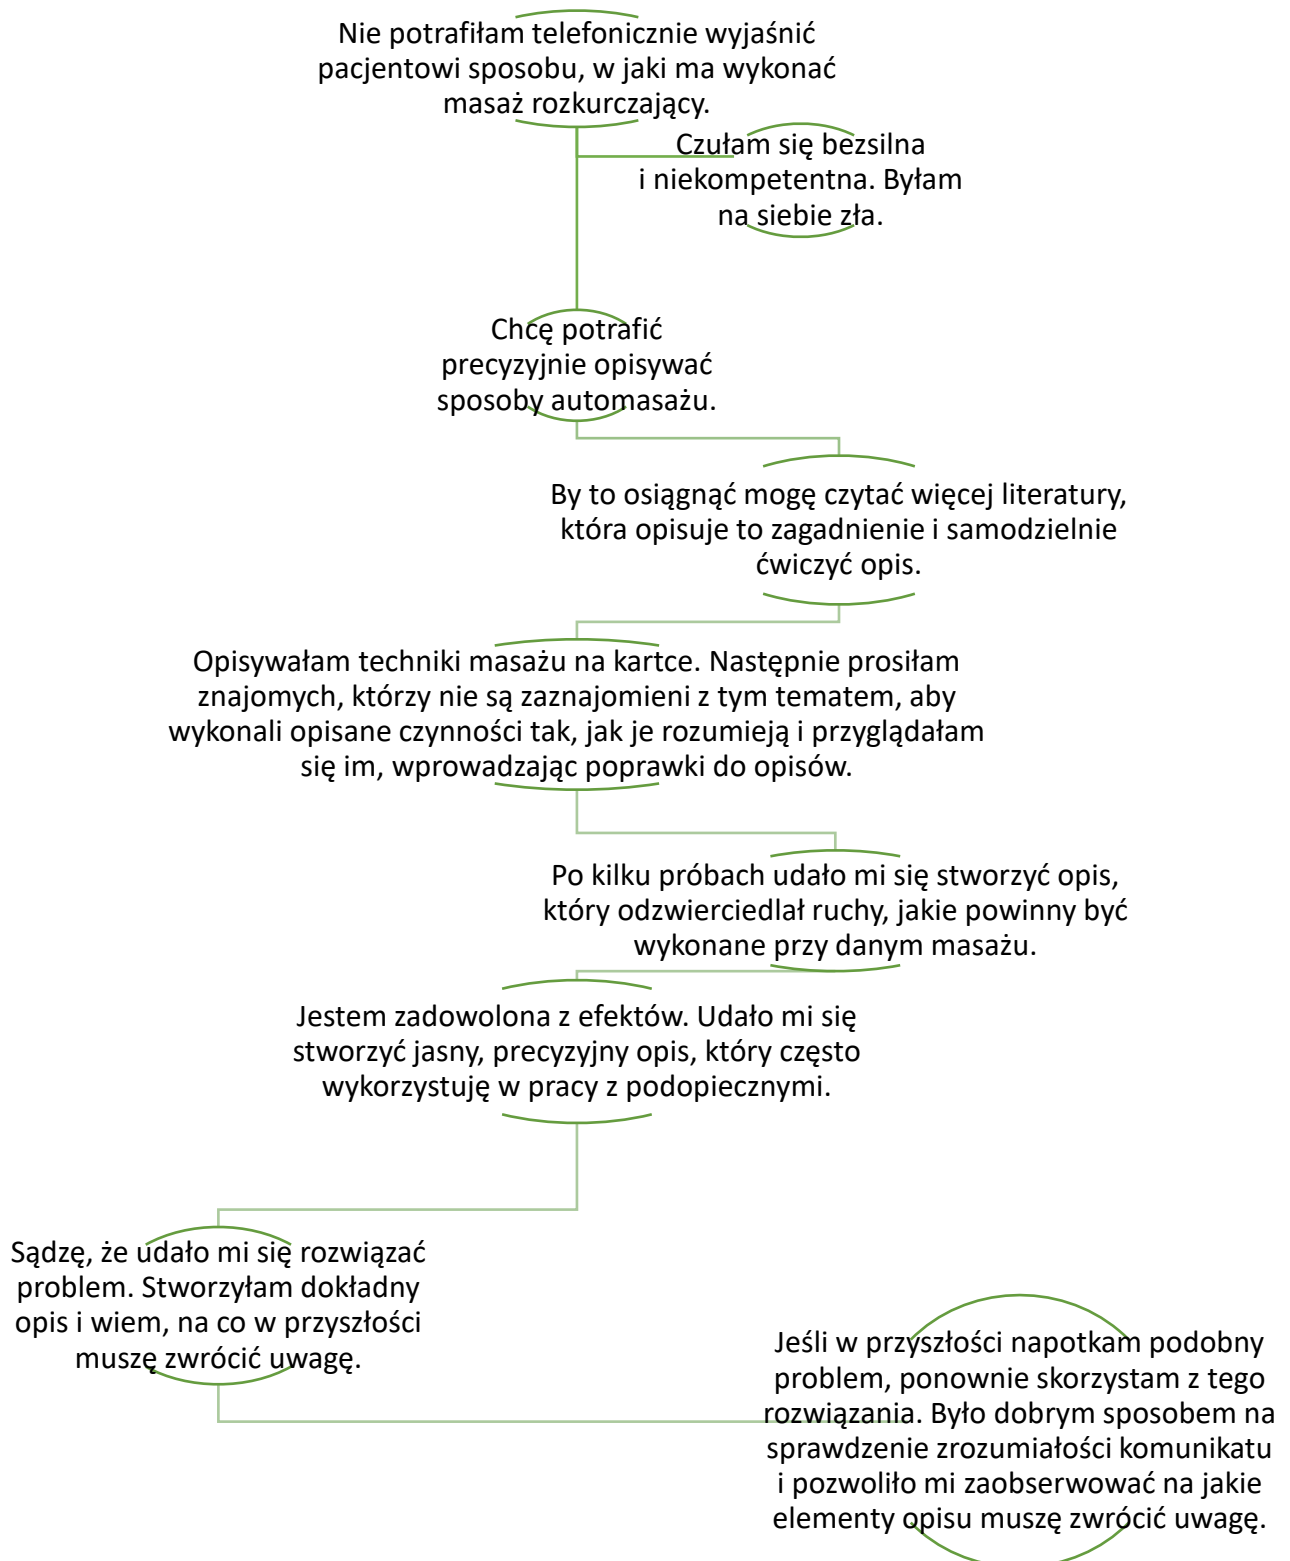 Nie potrafiłam telefonicznie wyjaśnić
pacjentowi sposobu, w jaki ma wykonać
masaż rozkurczający.
Czułam się bezsilna
i niekompetentna. Byłam
na siebie zła.
Chcę potrafić
precyzyjnie opisywać
sposoby automasażu.
By to osiągnąć mogę czytać więcej literatury,
która opisuje to zagadnienie i samodzielnie
ćwiczyć opis.
Opisywałam techniki masażu na kartce. Następnie prosiłam
znajomych, którzy nie są zaznajomieni z tym tematem, aby
wykonali opisane czynności tak, jak je rozumieją i przyglądałam
się im, wprowadzając poprawki do opisów.
Po kilku próbach udało mi się stworzyć opis,
który odzwierciedlał ruchy, jakie powinny być
wykonane przy danym masażu.
Jestem zadowolona z efektów. Udało mi się
stworzyć jasny, precyzyjny opis, który często
wykorzystuję w pracy z podopiecznymi.
Sądzę, że udało mi się rozwiązać
problem. Stworzyłam dokładny
opis i wiem, na co w przyszłości
muszę zwrócić uwagę.
Jeśli w przyszłości napotkam podobny
problem, ponownie skorzystam z tego
rozwiązania. Było dobrym sposobem na
sprawdzenie zrozumiałości komunikatu
i pozwoliło mi zaobserwować na jakie
elementy opisu muszę zwrócić uwagę.